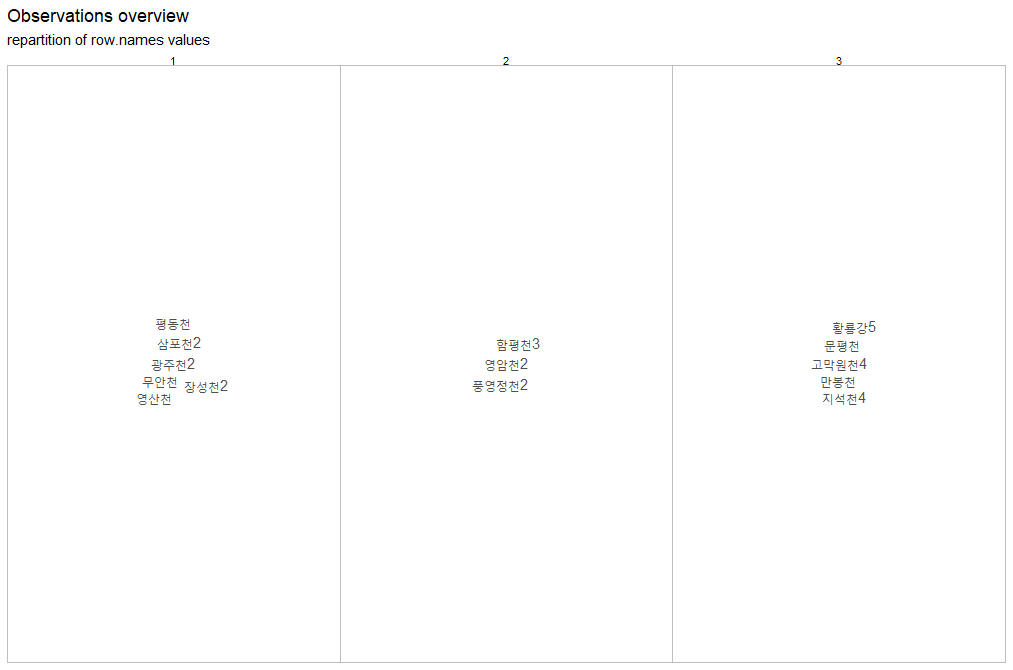 Observations overview
repartition of row.names values
1
2
3
평동천
삼포천2
광주천2
무안천
장성천2
영산천
함평천3
영암천2
풍영정천2
황룡강5
문평천
고막원천4
만봉천
지석천4